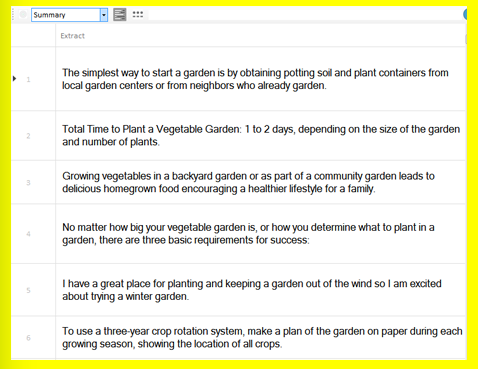 Summary
Extract
1
The simplest way to start a garden is by obtaining potting soil and plant containers from
local garden centers or from neighbors who already garden.
2
Total Time to Plant a Vegetable Garden: 1 to 2 days, depending on the size of the garden
and number of plants.
3
Growing vegetables in a backyard garden or as part of a community garden leads to
delicious homegrown food encouraging a healthier lifestyle for a family.
4
No matter how big your vegetable garden is, or how you determine what to plant in a
garden, there are three basic requirements for success:
5
I have a great place for planting and keeping a garden out of the wind so I am excited
about trying a winter garden.
6
To use a three-year crop rotation system, make a plan of the garden on paper during each
growing season, showing the location of all crops.